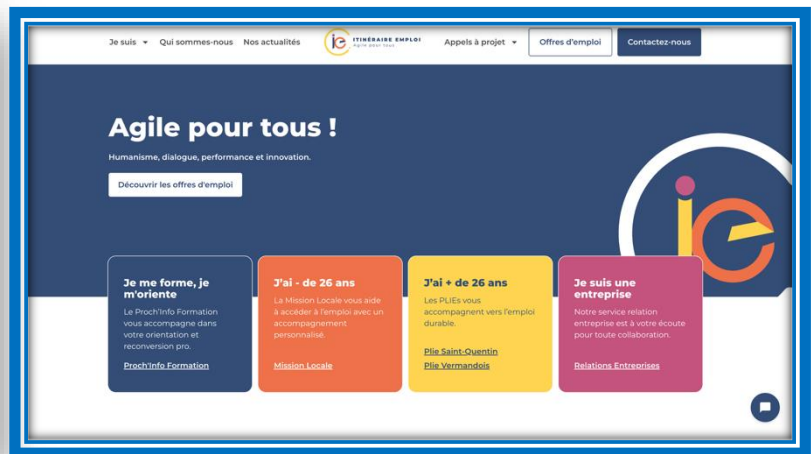 Je suis
Qui sommes-nous
Nos actualités
ie
ITINÉRAIRE EMPLOI
Agile pour tous
Appels à projet
Offres d'emploi
Contactez-nous
Agile pour tous !
Humanisme, dialogue, performance et innovation.
Découvrir les offres d'emploi
ie
Je me forme, je
m'oriente
Le Proch'Info Formation
vous accompagne dans
votre orientation et
reconversion pro.
Proch'Info Formation
J'ai - de 26 ans
La Mission Locale vous aide
à accéder à l'emploi avec un
accompagnement
personnalisé.
Mission Locale
J'ai + de 26 ans
Les PLIEs vous
accompagnent vers l'emploi
durable.
Plie Saint-Quentin
Plie Vermandois
Je suis une
entreprise
Notre service relation
entreprise est à votre écoute
pour toute collaboration.
Relations Entreprises